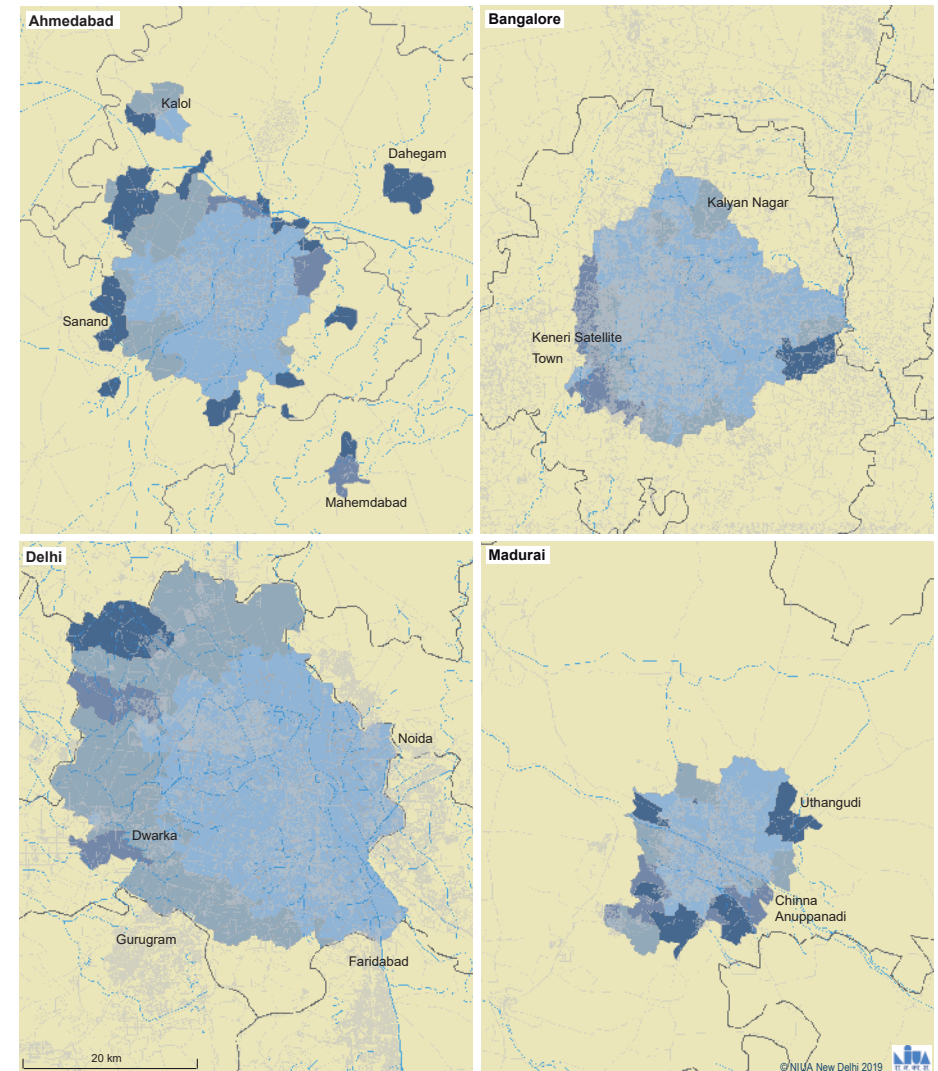 Ahmedabad
Kalol
Dahegam
Sanand
Mahemdabad
Bangalore
Kalyan Nagar
Keneri Satellite
Town
Delhi
Noida
Dwarka
Gurugram
Faridabad
20 km
Madurai
Uthangudi
Chinna
Anuppanadi
© NIUA New Delhi 2019
NIUA